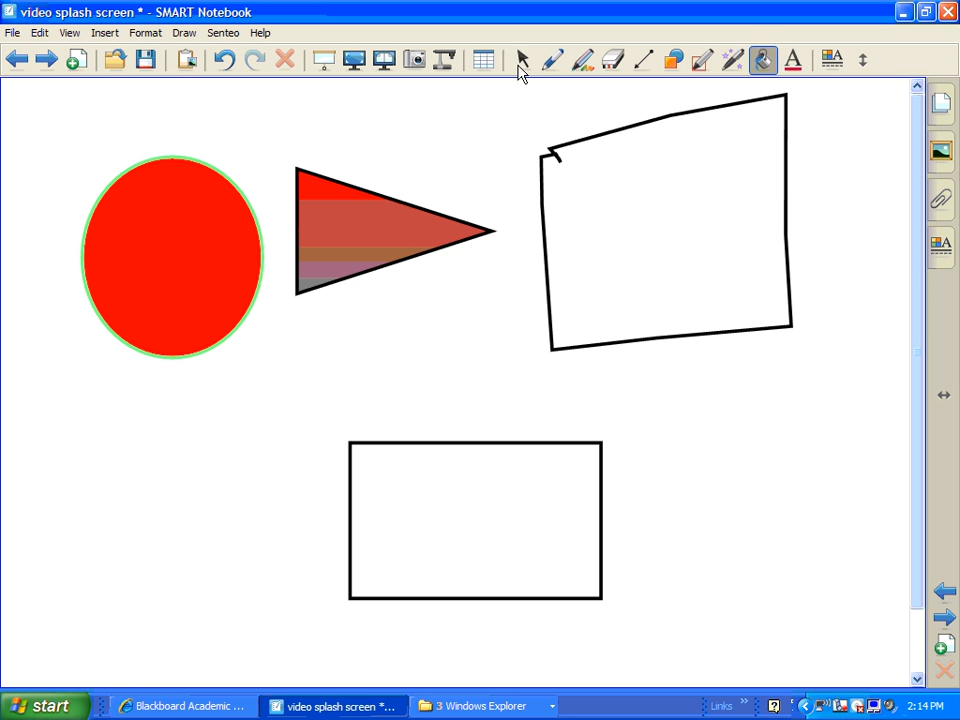 video splash screen * - SMART Notebook
File Edit View Insert Format Draw Senteo Help
start
Blackboard Academic ...
video splash screen *...
3 Windows Explorer
Links »
2:14 PM